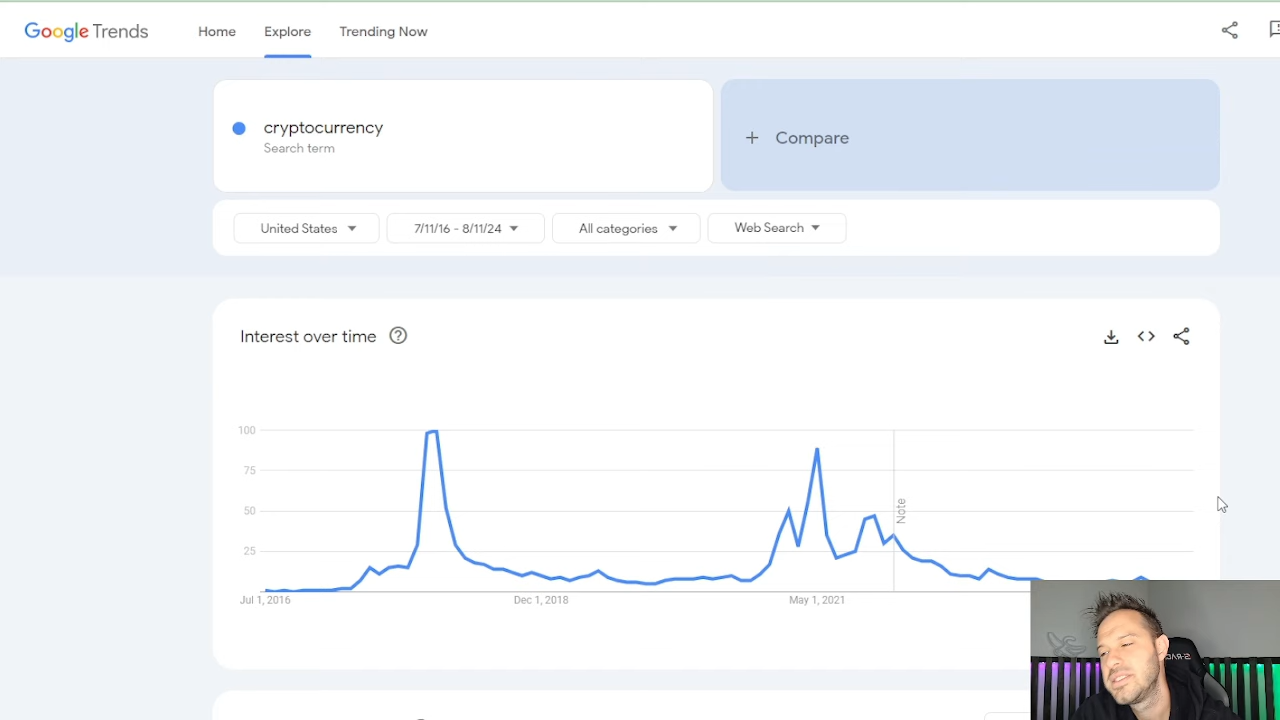 Google Trends Home Explore Trending Now
cryptocurrency
Search term
+ Compare
United States 7/11/16 - 8/11/24 All categories Web Search
Interest over time
100
75
50
25
Note
Jul 1, 2016 Dec 1, 2018 May 1, 2021